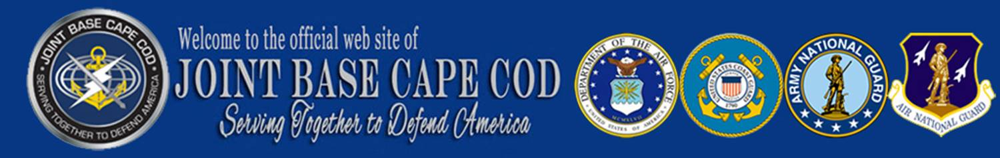 JOINT BASE CAPE COD
SERVING TOGETHER TO DEFEND AMERICA
Welcome to the official web site of
JOINT BASE CAPE COD
Serving Together to Defend America
DEPARTMENT OF THE AIR FORCE
MCMXLVII
UNITED STATES OF AMERICA
UNITED STATES COAST GUARD
1790
ARMY NATIONAL GUARD
AIR NATIONAL GUARD